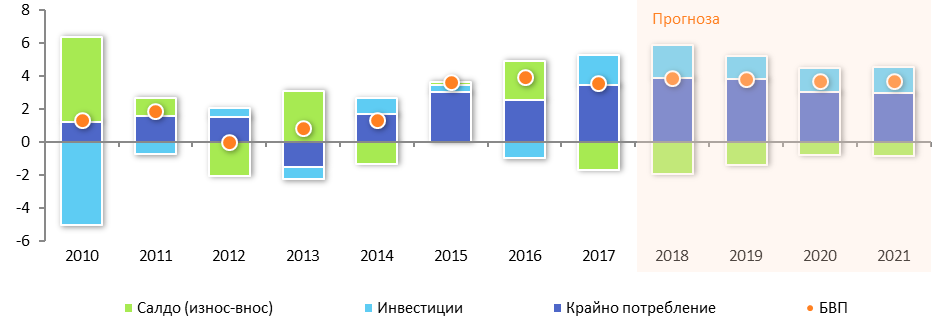 8
Прогноза
6
4
2
0
-2
-4
-6
2010 2011 2012 2013 2014 2015 2016 2017 2018 2019 2020 2021
Салдо (износ-внос) Инвестиции Крайно потребление БВП